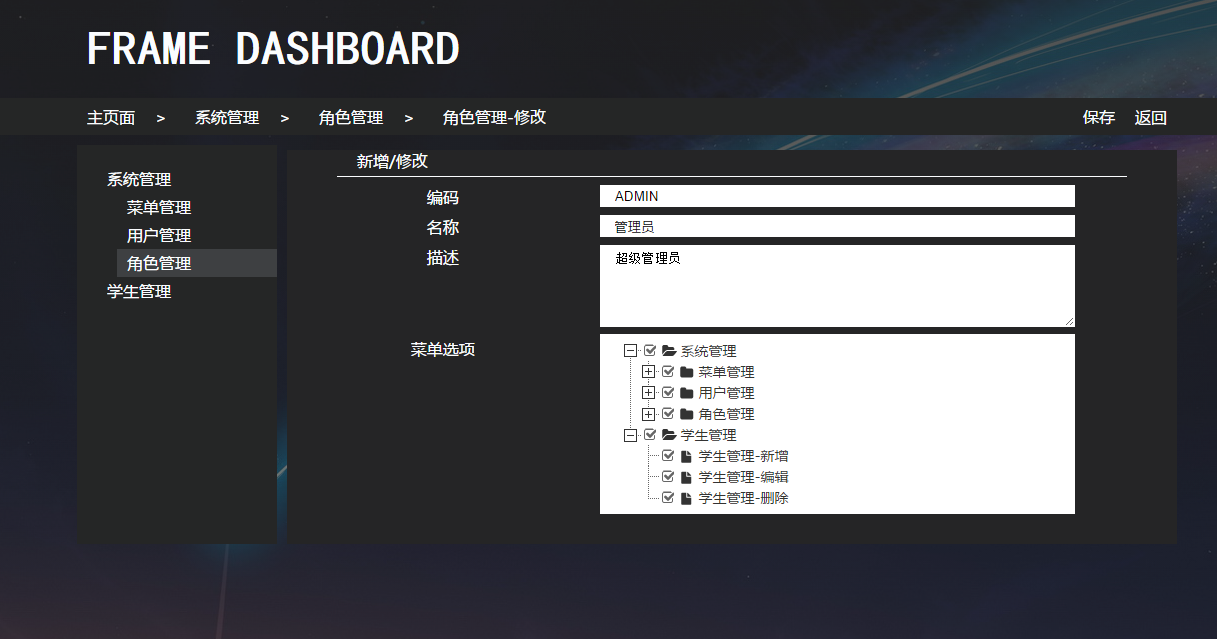 FRAME DASHBOARD
主页面 > 系统管理 > 角色管理 > 角色管理-修改 保存 返回
系统管理
菜单管理
用户管理
角色管理
学生管理
新增/修改
编码 ADMIN
名称 管理员
描述 超级管理员
菜单选项
系统管理
菜单管理
用户管理
角色管理
学生管理
学生管理-新增
学生管理-编辑
学生管理-删除